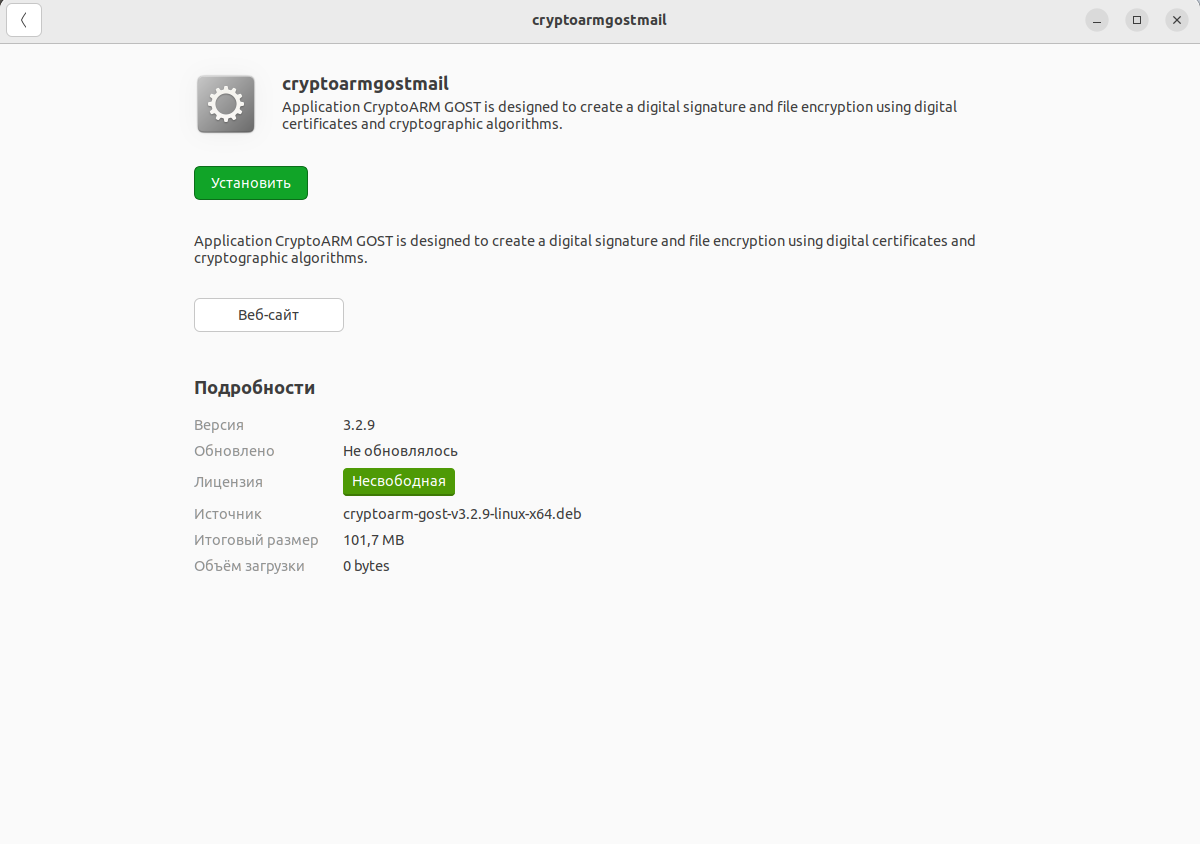 cryptoarmgostmail
cryptoarmgostmail
Application CryptoARM GOST is designed to create a digital signature and file encryption using digital
certificates and cryptographic algorithms.
Установить
Application CryptoARM GOST is designed to create a digital signature and file encryption using digital certificates and
cryptographic algorithms.
Веб-сайт
Подробности
Версия 3.2.9
Обновлено Не обновлялось
Лицензия Несвободная
Источник cryptoarm-gost-v3.2.9-linux-x64.deb
Итоговый размер 101,7 MB
Объём загрузки 0 bytes